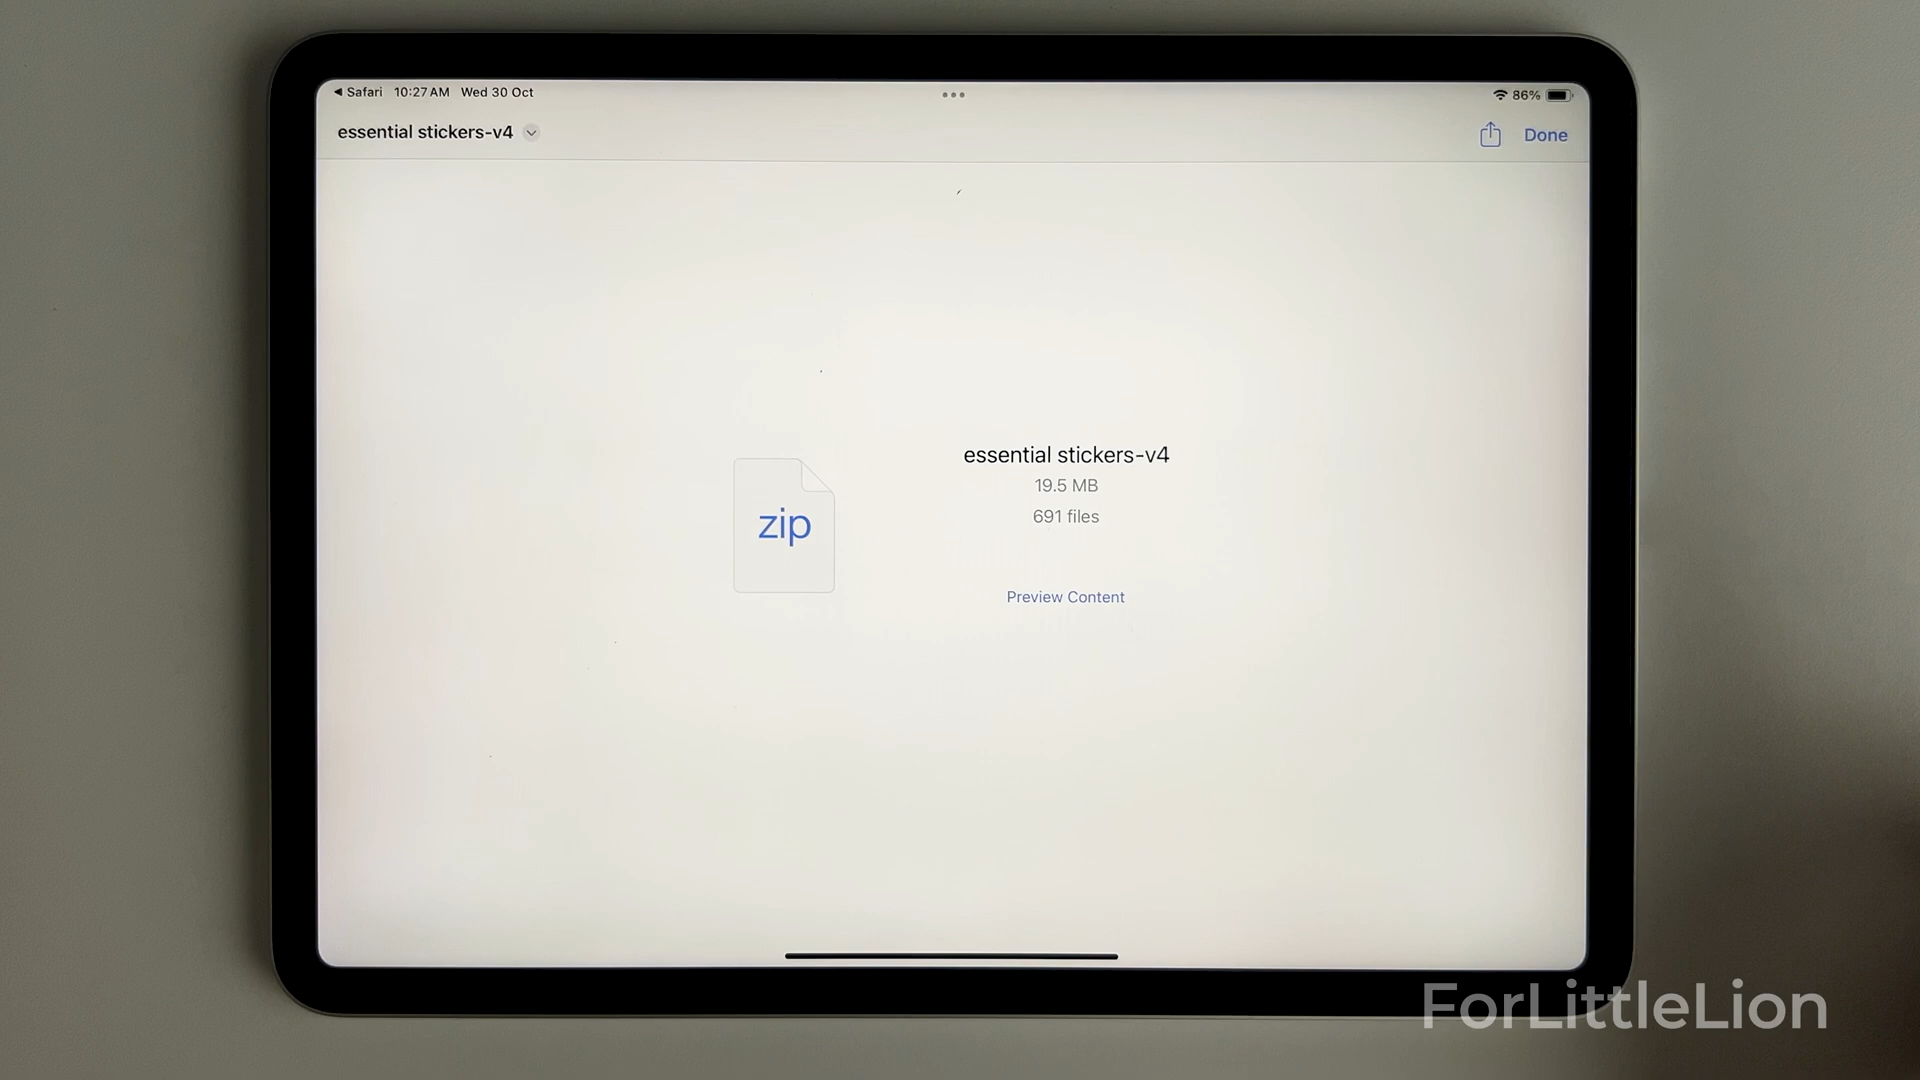 Safari 10:27 AM Wed 30 Oct
86%
essential stickers-v4
Done
zip
essential stickers-v4
19.5 MB
691 files
Preview Content
ForLittleLion